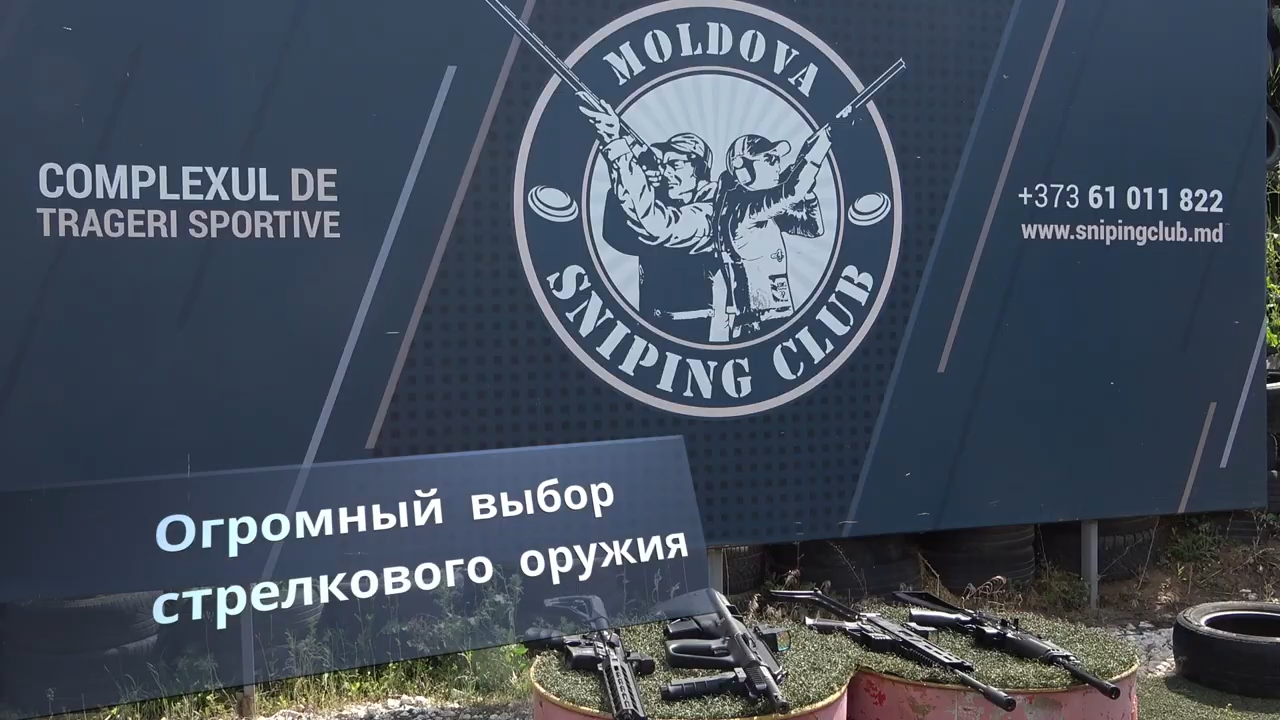 COMPLEXUL DE
TRAGERI SPORTIVE
MOLDOVA
SNIPING CLUB
+373 61 011 822
www.snipingclub.md
Огромный выбор
стрелкового оружия